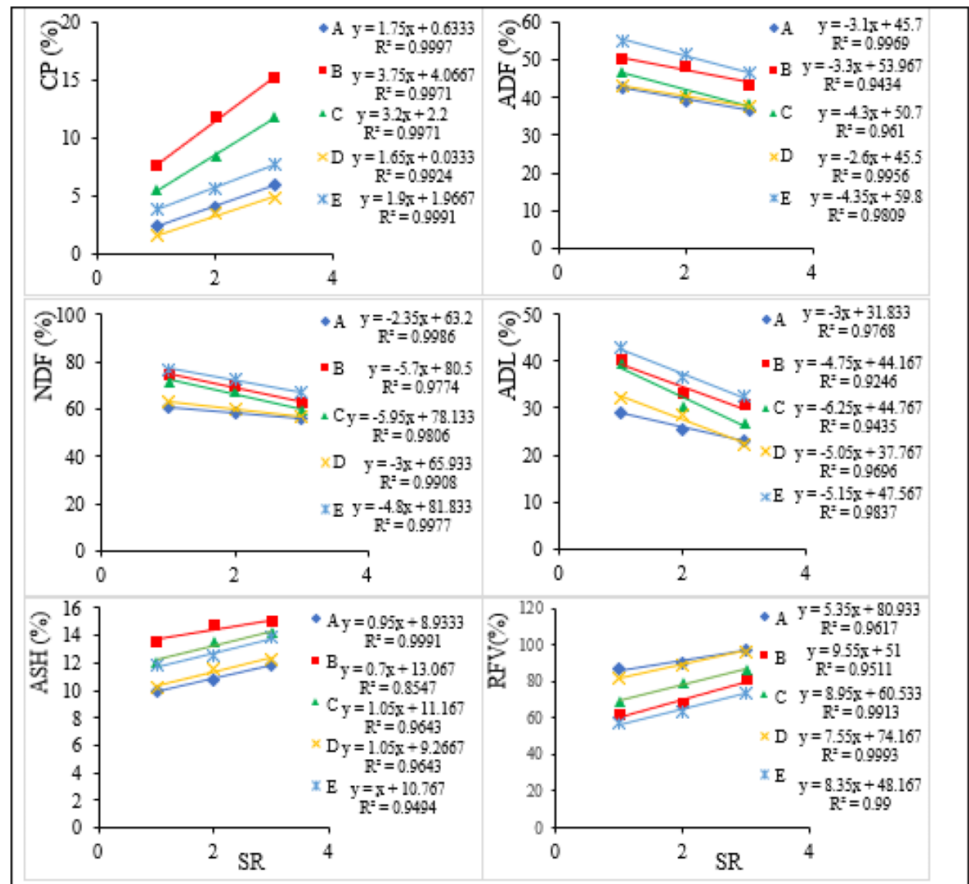 CP (%)
20
15
10
5
0
0 2 4
A y = 1.75x + 0.6333
R² = 0.9997
B y = 3.75x + 4.0667
R² = 0.9971
C y = 3.2x + 2.2
R² = 0.9971
D y = 1.65x + 0.0333
R² = 0.9924
E y = 1.9x + 1.9667
R² = 0.9991
ADF (%)
60
50
40
30
20
10
0
0 2 4
A y = -3.1x + 45.7
R² = 0.9969
B y = -3.3x + 53.967
R² = 0.9434
C y = -4.3x + 50.7
R² = 0.961
D y = -2.6x + 45.5
R² = 0.9956
E y = -4.35x + 59.8
R² = 0.9809
NDF (%)
100
80
60
40
20
0
0 2 4
A y = -2.35x + 63.2
R² = 0.9986
B y = -5.7x + 80.5
R² = 0.9774
C y = -5.95x + 78.133
R² = 0.9806
D y = -3x + 65.933
R² = 0.9908
E y = -4.8x + 81.833
R² = 0.9977
ADL (%)
50
40
30
20
10
0
0 2 4
A y = -3x + 31.833
R² = 0.9768
B y = -4.75x + 44.167
R² = 0.9246
C y = -6.25x + 44.767
R² = 0.9435
D y = -5.05x + 37.767
R² = 0.9696
E y = -5.15x + 47.567
R² = 0.9837
ASH (%)
16
14
12
10
8
6
4
2
0
0 2 4
SR
A y = 0.95x + 8.9333
R² = 0.9991
B y = 0.7x + 13.067
R² = 0.8547
C y = 1.05x + 11.167
R² = 0.9643
D y = 1.05x + 9.2667
R² = 0.9643
E y = x + 10.767
R² = 0.9494
RFV(%)
120
100
80
60
40
20
0
0 2 4
SR
A y = 5.35x + 80.933
R² = 0.9617
B y = 9.55x + 51
R² = 0.9511
C y = 8.95x + 60.533
R² = 0.9913
D y = 7.55x + 74.167
R² = 0.9993
E y = 8.35x + 48.167
R² = 0.99